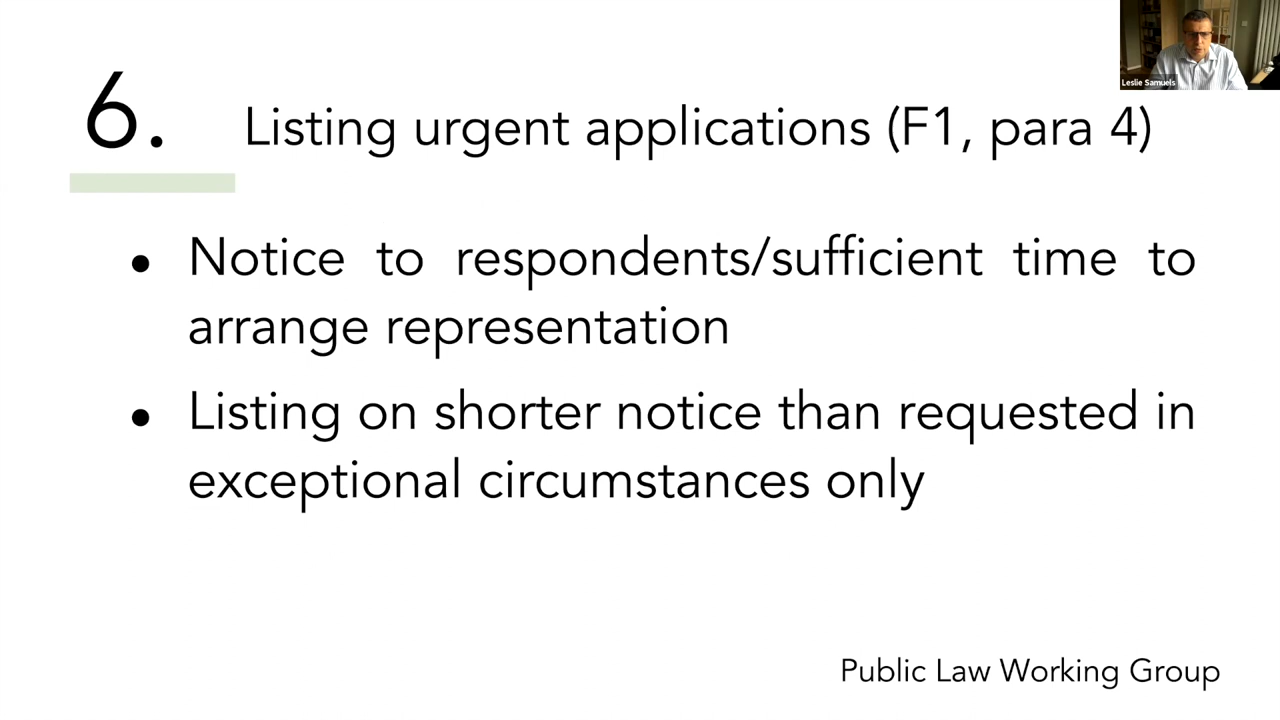 Leslie Samuels
6. Listing urgent applications (F1, para 4)
• Notice to respondents/sufficient time to
arrange representation
• Listing on shorter notice than requested in
exceptional circumstances only
Public Law Working Group